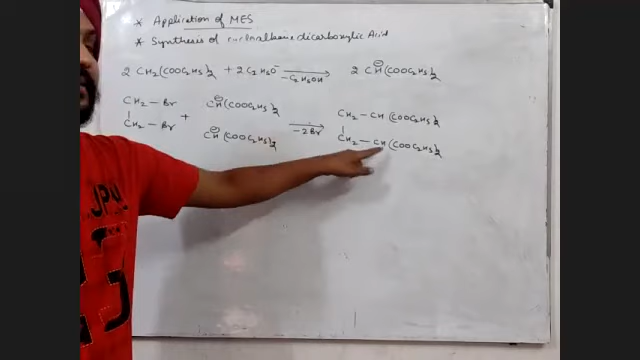 * Application of MES
* Synthesis of cycloalkane dicarboxylic Acid
2 CH₂(COOC₂H₅)₂ + 2 C₂H₅O⁻ → 2 C⊖H(COOC₂H₅)₂
-C₂H₅OH
CH₂ — Br C⊖H(COOC₂H₅)₂ CH₂ — CH(COOC₂H₅)₂
| + → |
CH₂ — Br C⊖H(COOC₂H₅)₂ -2Br⁻ CH₂ — CH(COOC₂H₅)₂